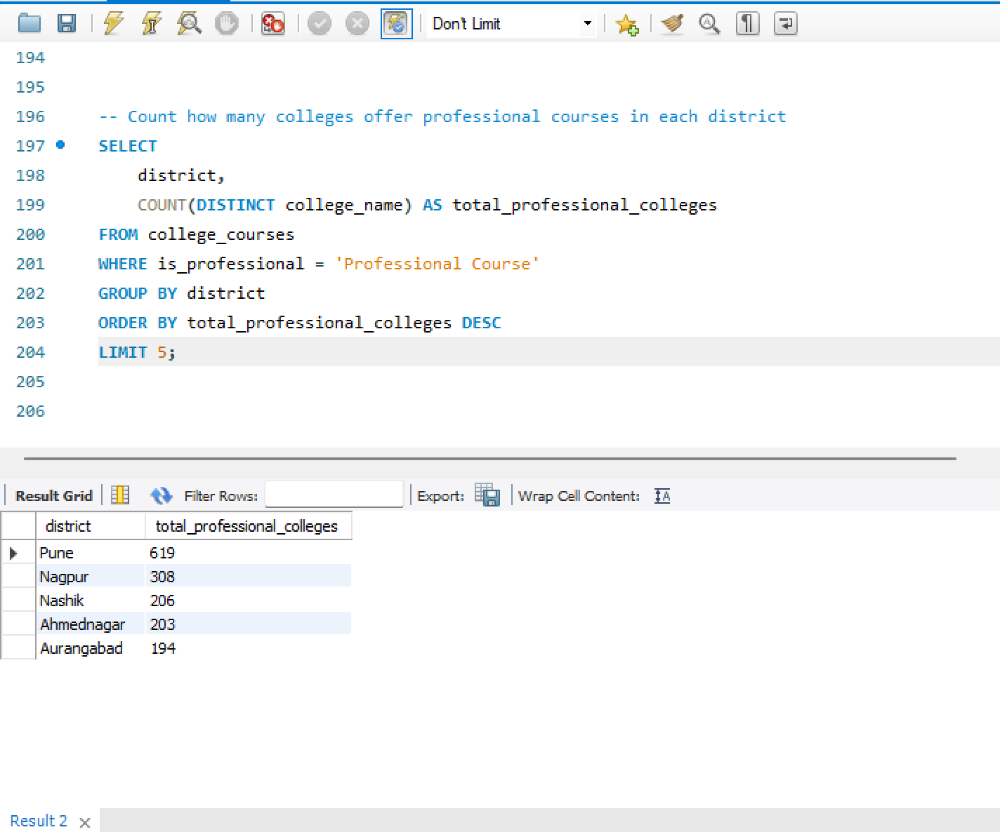 Don't Limit
194
195
196 -- Count how many colleges offer professional courses in each district
197 SELECT
198 district,
199 COUNT(DISTINCT college_name) AS total_professional_colleges
200 FROM college_courses
201 WHERE is_professional = 'Professional Course'
202 GROUP BY district
203 ORDER BY total_professional_colleges DESC
204 LIMIT 5;
205
206
Result Grid Filter Rows: Export: Wrap Cell Content:
district total_professional_colleges
Pune 619
Nagpur 308
Nashik 206
Ahmednagar 203
Aurangabad 194
Result 2